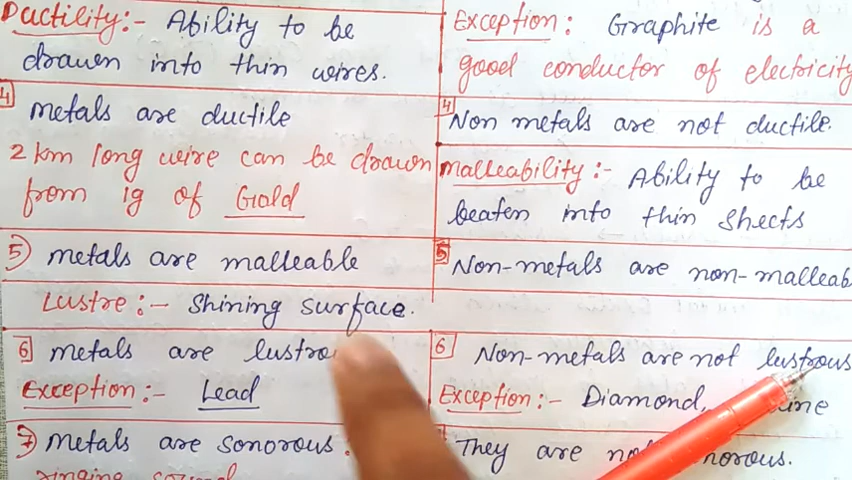 Ductility:- Ability to be
drawn into thin wires.
4 metals are ductile
2 km long wire can be drawn
from 1g of Gold
5) metals are malleable
Lustre:- Shining surface.
6 metals are
Exception:- Lead
7 metals are sonorous.
ringing sound
Exception: Graphite is a
good conductor of electricity
4 Non metals are not ductile.
malleability:- Ability to be
beaten into thin sheets
5 Non-metals are non-malleab
6 Non-metals are not lustrous
Exception:- Diamond,
They are